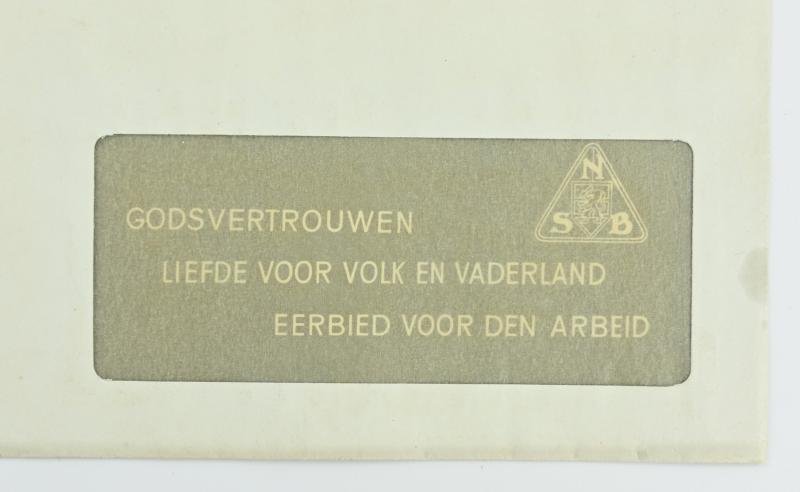 N
S B
GODSVERTROUWEN
LIEFDE VOOR VOLK EN VADERLAND
EERBIED VOOR DEN ARBEID